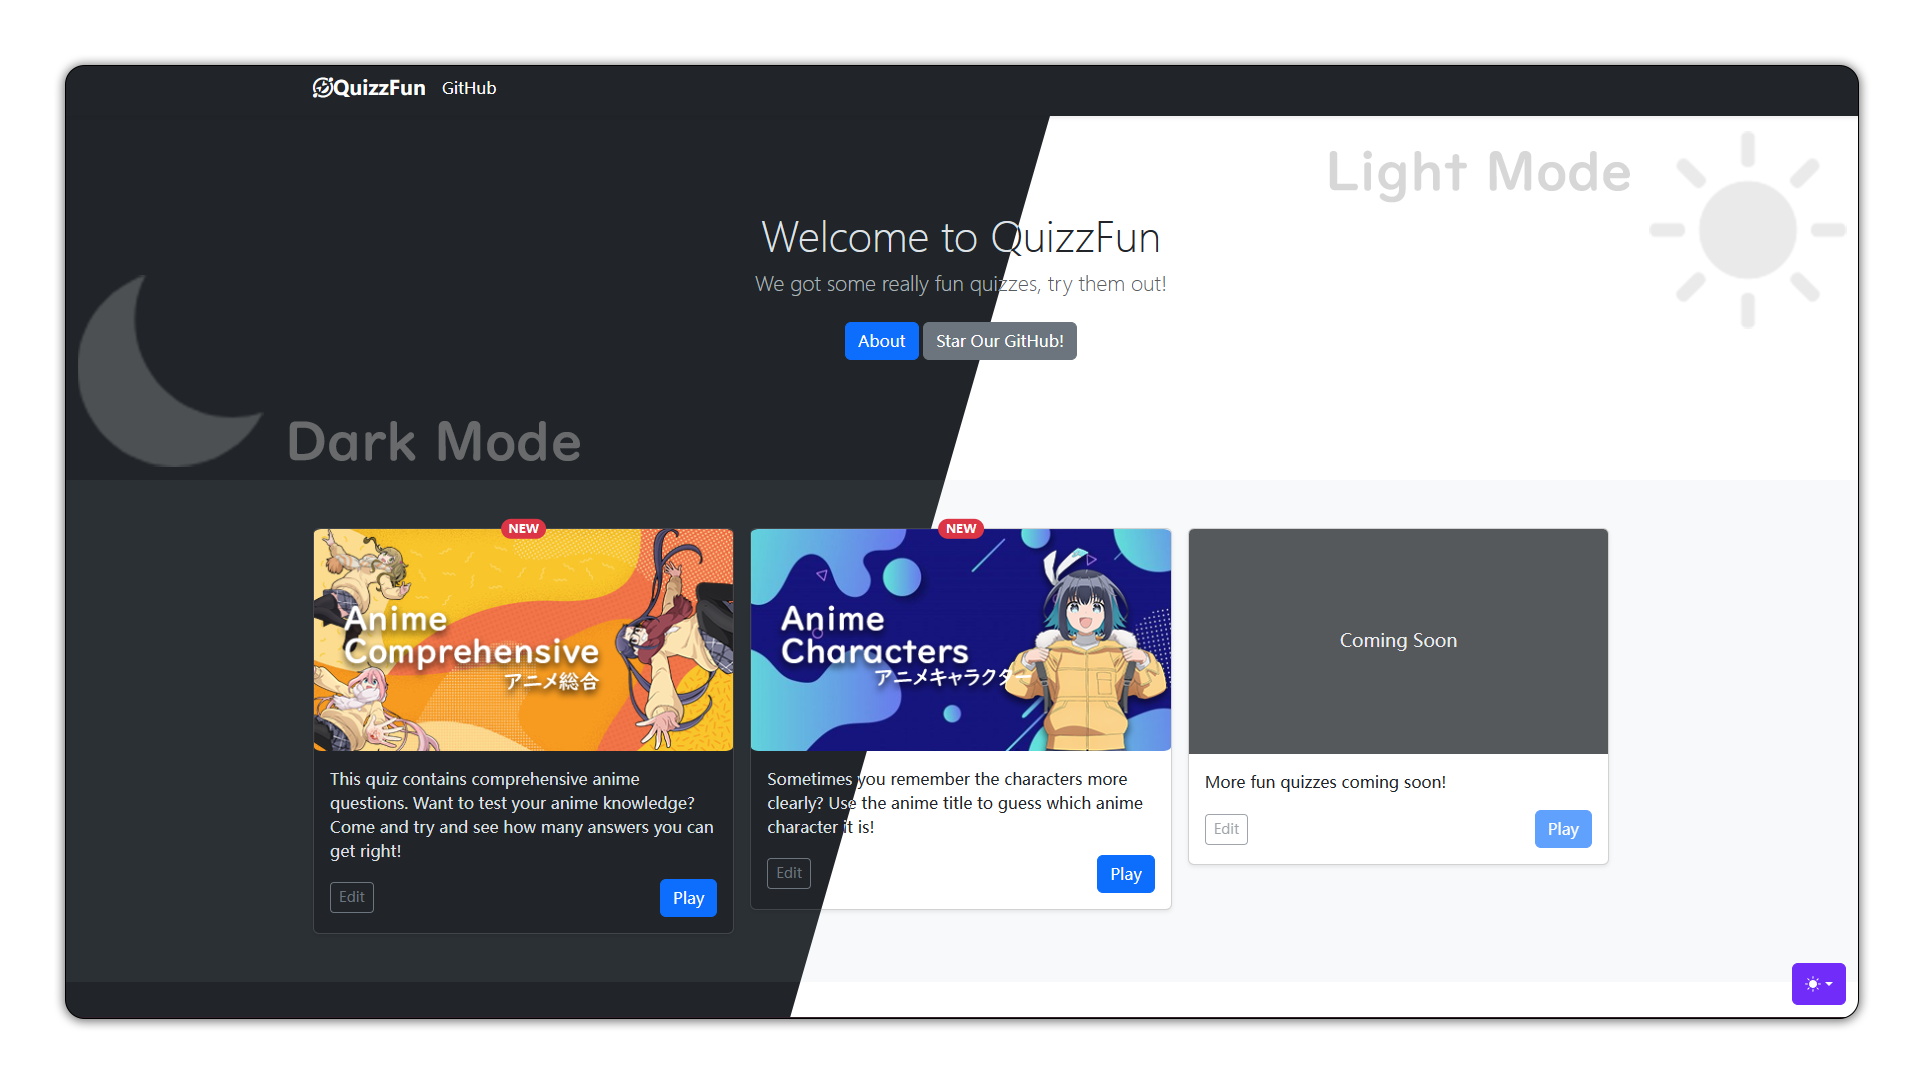 QuizzFun GitHub
Light Mode
Welcome to QuizzFun
We got some really fun quizzes, try them out!
About Star Our GitHub!
Dark Mode
NEW
Anime
Comprehensive
アニメ総合
This quiz contains comprehensive anime
questions. Want to test your anime knowledge?
Come and try and see how many answers you can
get right!
Edit Play
NEW
Anime
Characters
アニメキャラクター
Sometimes you remember the characters more
clearly? Use the anime title to guess which anime
character it is!
Edit Play
Coming Soon
More fun quizzes coming soon!
Edit Play